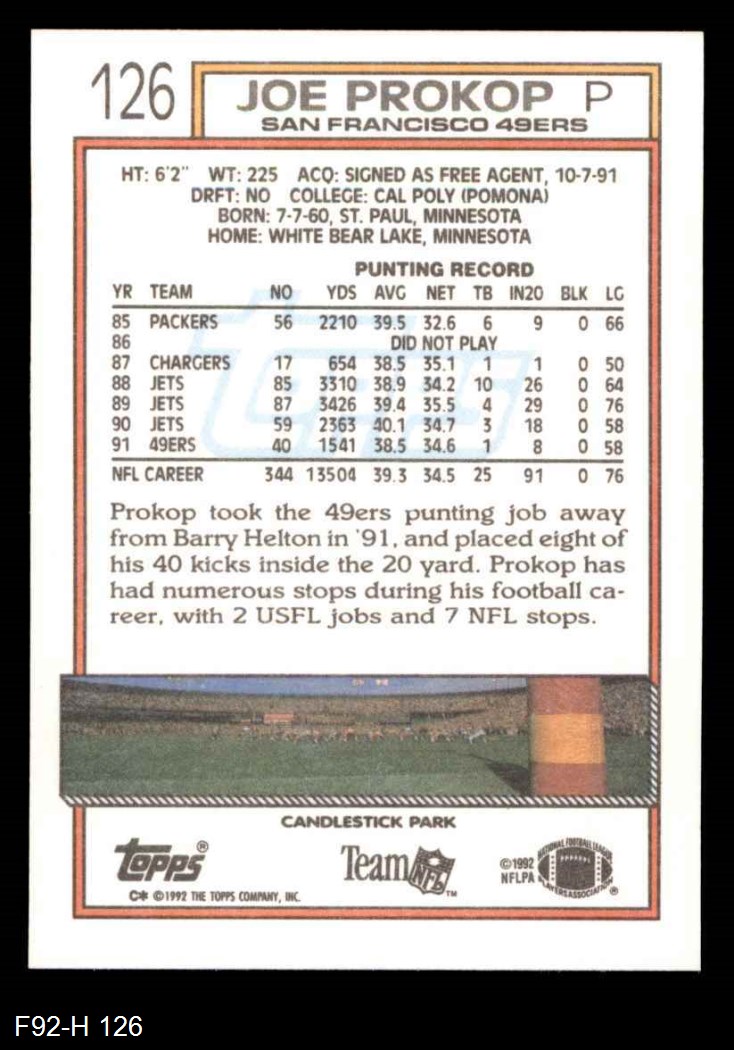 126 JOE PROKOP P
SAN FRANCISCO 49ERS
HT: 6'2" WT: 225 ACQ: SIGNED AS FREE AGENT, 10-7-91
DRFT: NO COLLEGE: CAL POLY (POMONA)
BORN: 7-7-60, ST. PAUL, MINNESOTA
HOME: WHITE BEAR LAKE, MINNESOTA
PUNTING RECORD
YR TEAM NO YDS AVG NET TB IN20 BLK LG
85 PACKERS 56 2210 39.5 32.6 6 9 0 66
86 DID NOT PLAY
87 CHARGERS 17 654 38.5 35.1 1 1 0 50
88 JETS 85 3310 38.9 34.2 10 26 0 64
89 JETS 87 3426 39.4 35.5 4 29 0 76
90 JETS 59 2363 40.1 34.7 3 18 0 58
91 49ERS 40 1541 38.5 34.6 1 8 0 58
NFL CAREER 344 13504 39.3 34.5 25 91 0 76
Prokop took the 49ers punting job away
from Barry Helton in '91, and placed eight of
his 40 kicks inside the 20 yard. Prokop has
had numerous stops during his football ca-
reer, with 2 USFL jobs and 7 NFL stops.
CANDLESTICK PARK
Topps®
C* ©1992 THE TOPPS COMPANY, INC.
Team NFL™
©1992
NFLPA
NATIONAL FOOTBALL LEAGUE
PLAYERS ASSOCIATION ®
F92-H 126